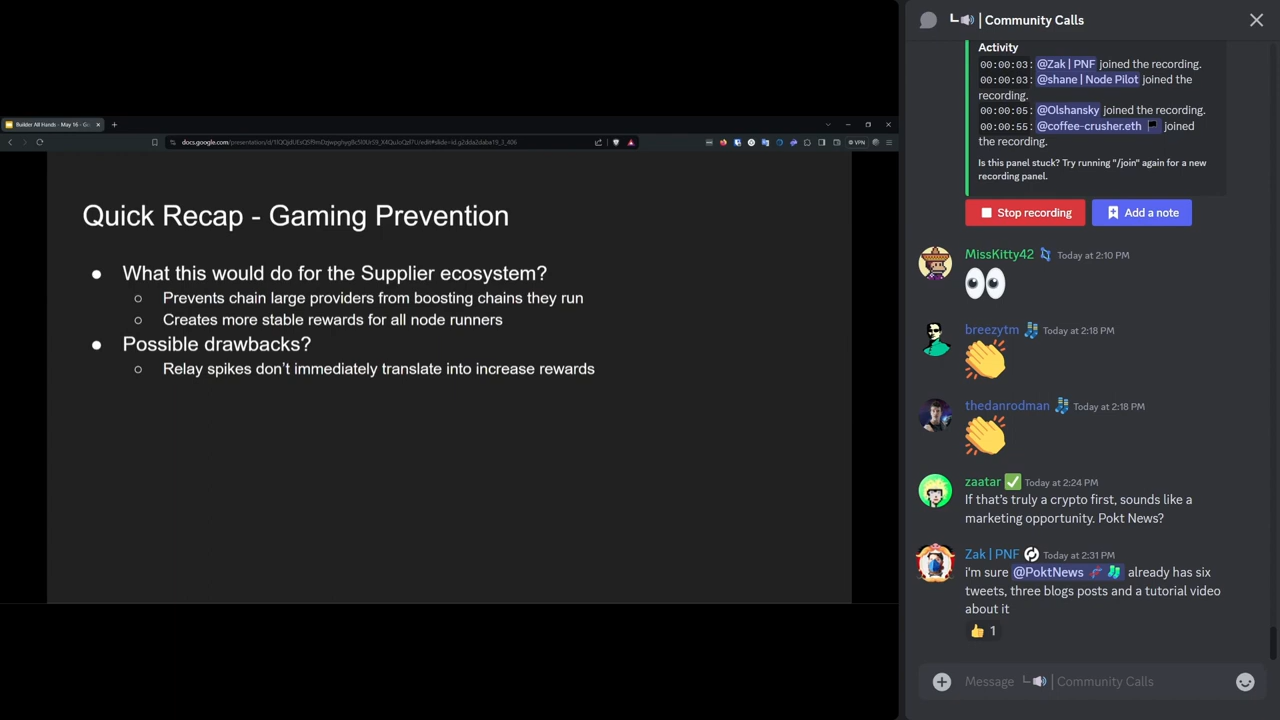 Builder All Hands - May 16 - Go
Quick Recap - Gaming Prevention
● What this would do for the Supplier ecosystem?
○ Prevents chain large providers from boosting chains they run
○ Creates more stable rewards for all node runners
● Possible drawbacks?
○ Relay spikes don't immediately translate into increase rewards
VPN
| Community Calls
Activity
00:00:03: @Zak | PNF joined the recording.
00:00:03: @shane | Node Pilot joined the
recording.
00:00:05: @Olshansky joined the recording.
00:00:55: @coffee-crusher.eth joined
the recording.
Is this panel stuck? Try running "/join" again for a new
recording panel.
Stop recording
Add a note
MissKitty42 Today at 2:10 PM
breezytm Today at 2:18 PM
thedanrodman Today at 2:18 PM
zaatar Today at 2:24 PM
If that's truly a crypto first, sounds like a
marketing opportunity. Pokt News?
Zak | PNF Today at 2:31 PM
i'm sure @PoktNews already has six
tweets, three blogs posts and a tutorial video
about it
1
Message | Community Calls